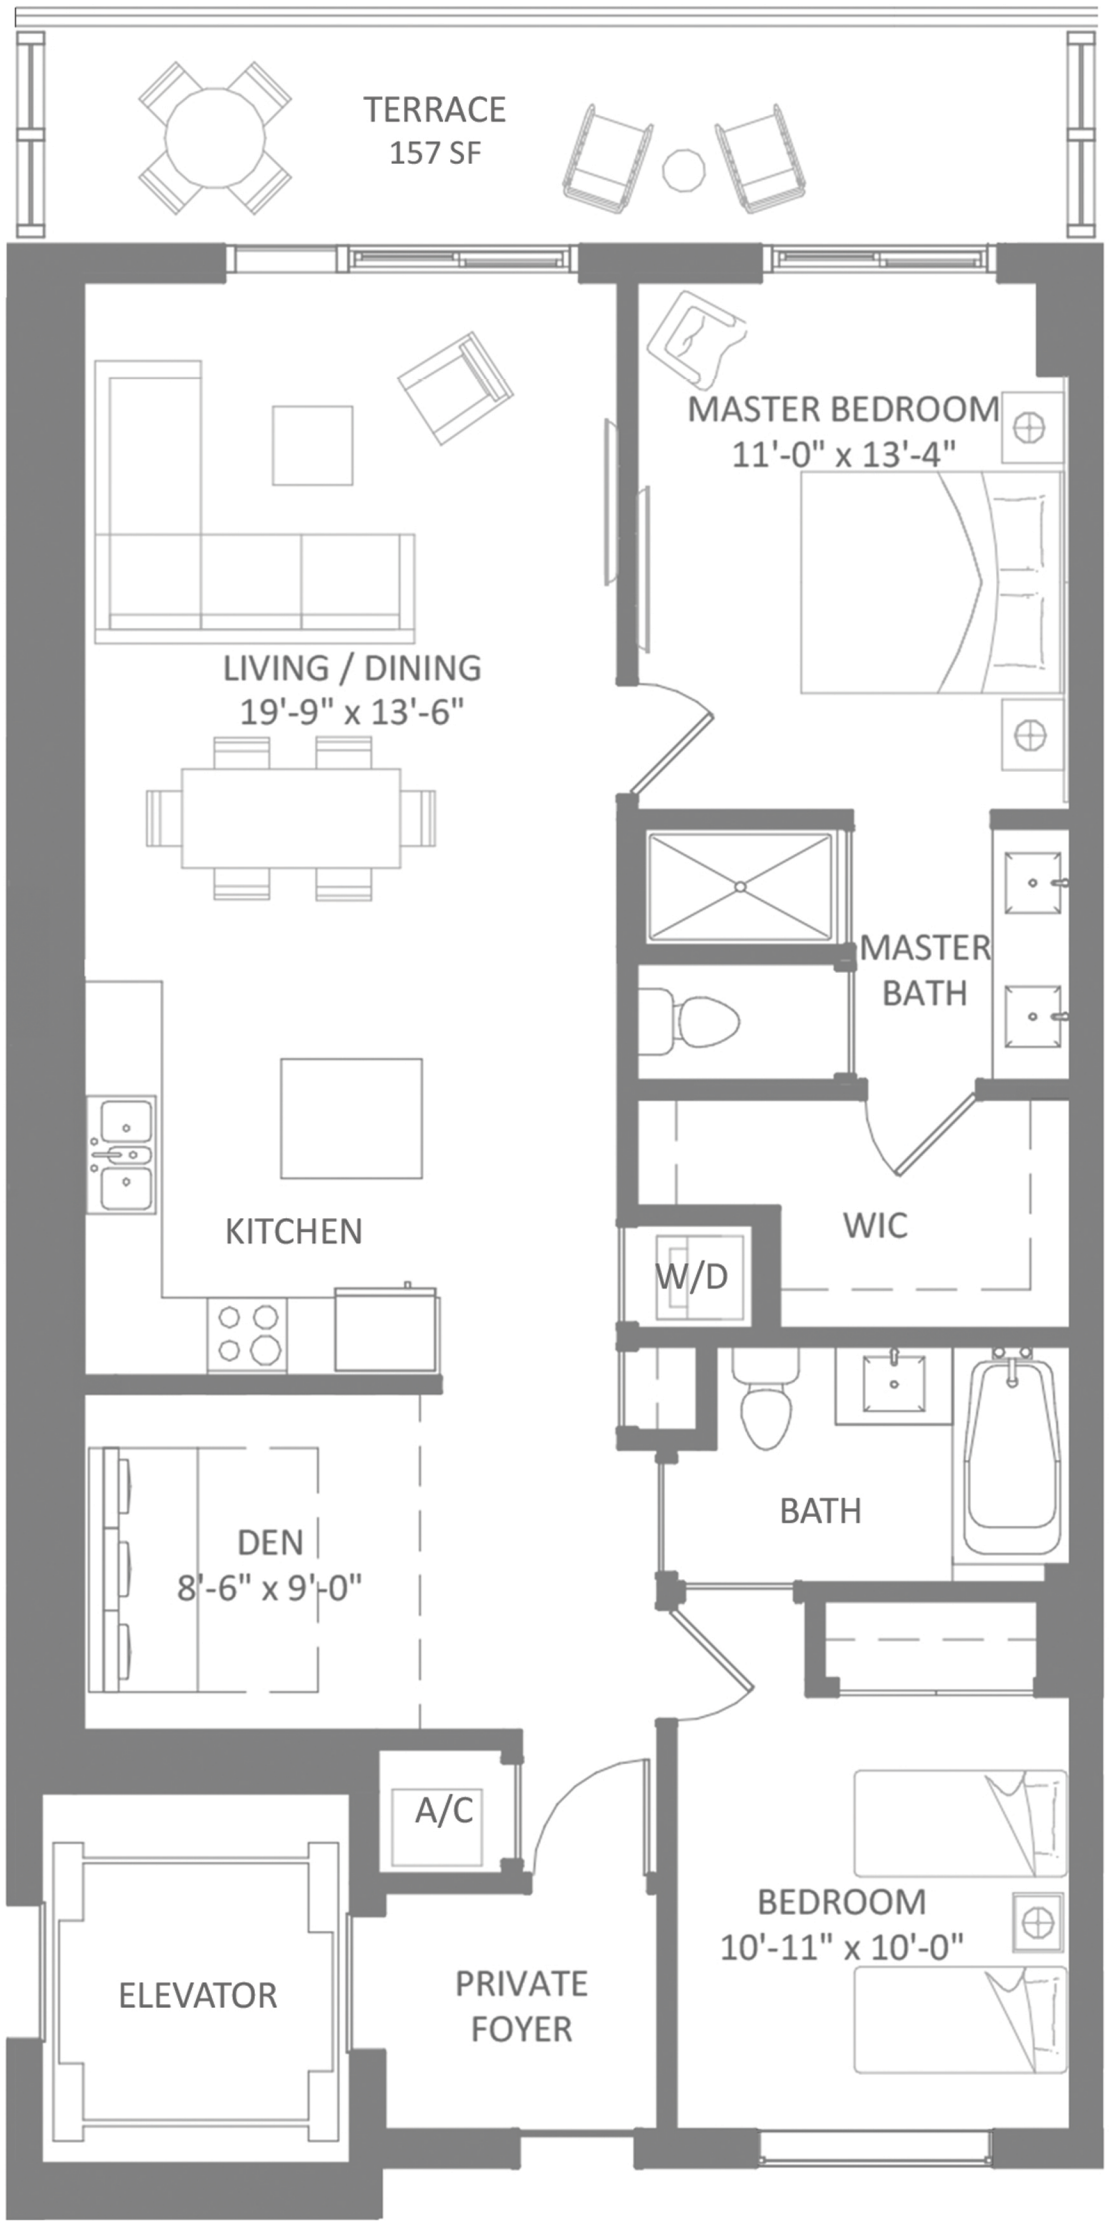 TERRACE
157 SF
MASTER BEDROOM
11'-0" x 13'-4"
LIVING / DINING
19'-9" x 13'-6"
MASTER
BATH
KITCHEN
WIC
W/D
BATH
DEN
8'-6" x 9'-0"
A/C
BEDROOM
10'-11" x 10'-0"
ELEVATOR
PRIVATE
FOYER